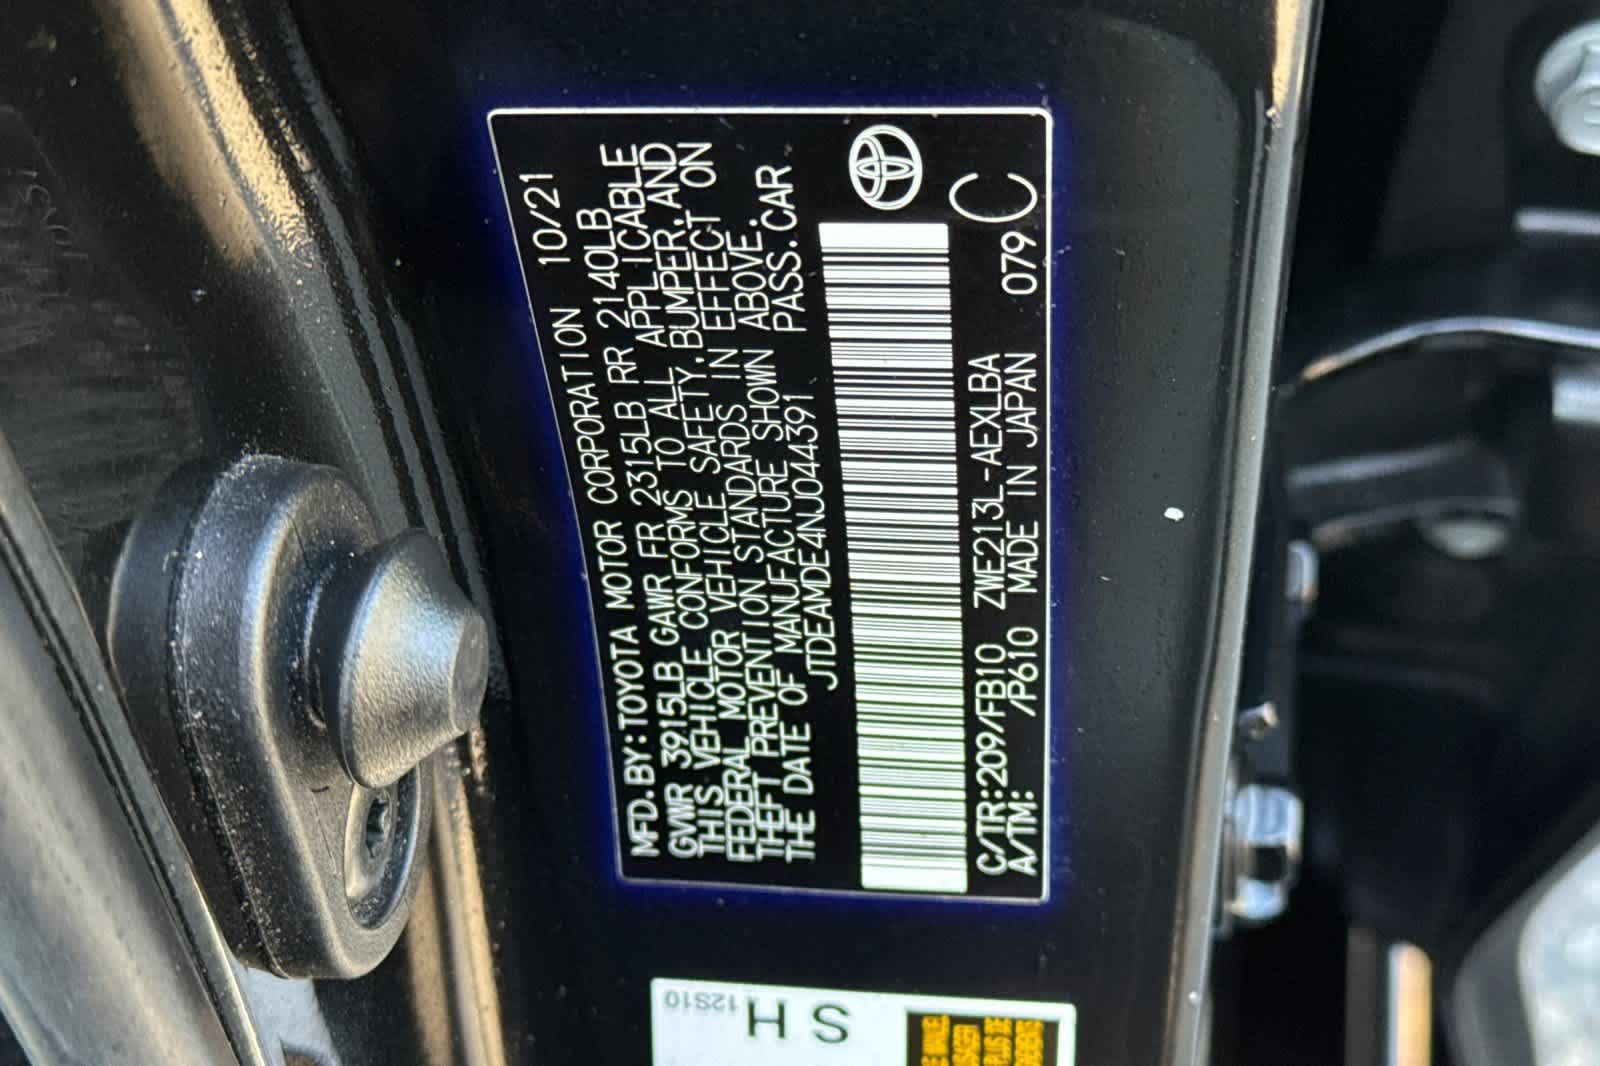 MFD.BY:TOYOTA MOTOR CORPORATION 10/21
GVWR 3915LB GAWR FR 2315LB RR 2140LB
THIS VEHICLE CONFORMS TO ALL APPLICABLE
FEDERAL MOTOR VEHICLE SAFETY,BUMPER,AND
THEFT PREVENTION STANDARDS IN EFFECT ON
THE DATE OF MANUFACTURE SHOWN ABOVE.
JTDEAMDE4NJ044391 PASS.CAR
C/TR:209/FB10 ZWE213L-AEXLBA
A/TM: /P610 MADE IN JAPAN 079 C
SH
12S10